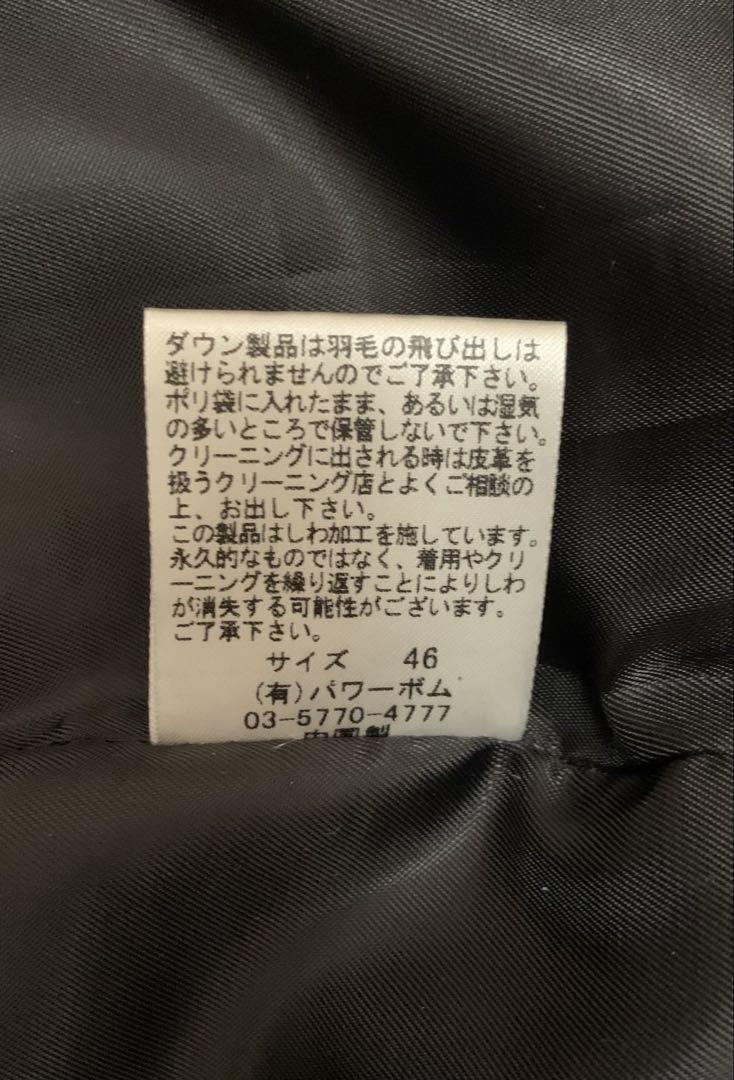 ダウン製品は羽毛の飛び出しは
避けられませんのでご了承下さい。
ポリ袋に入れたまま、あるいは湿気
の多いところで保管しないで下さい。
クリーニングに出される時は皮革を
扱うクリーニング店とよくご相談の
上、お出し下さい。
この製品はしわ加工を施しています。
永久的なものではなく、着用やクリ
ーニングを繰り返すことによりしわ
が消失する可能性がございます。
ご了承下さい。
サイズ 46
(有)パワーボム
03-5770-4777
中国製